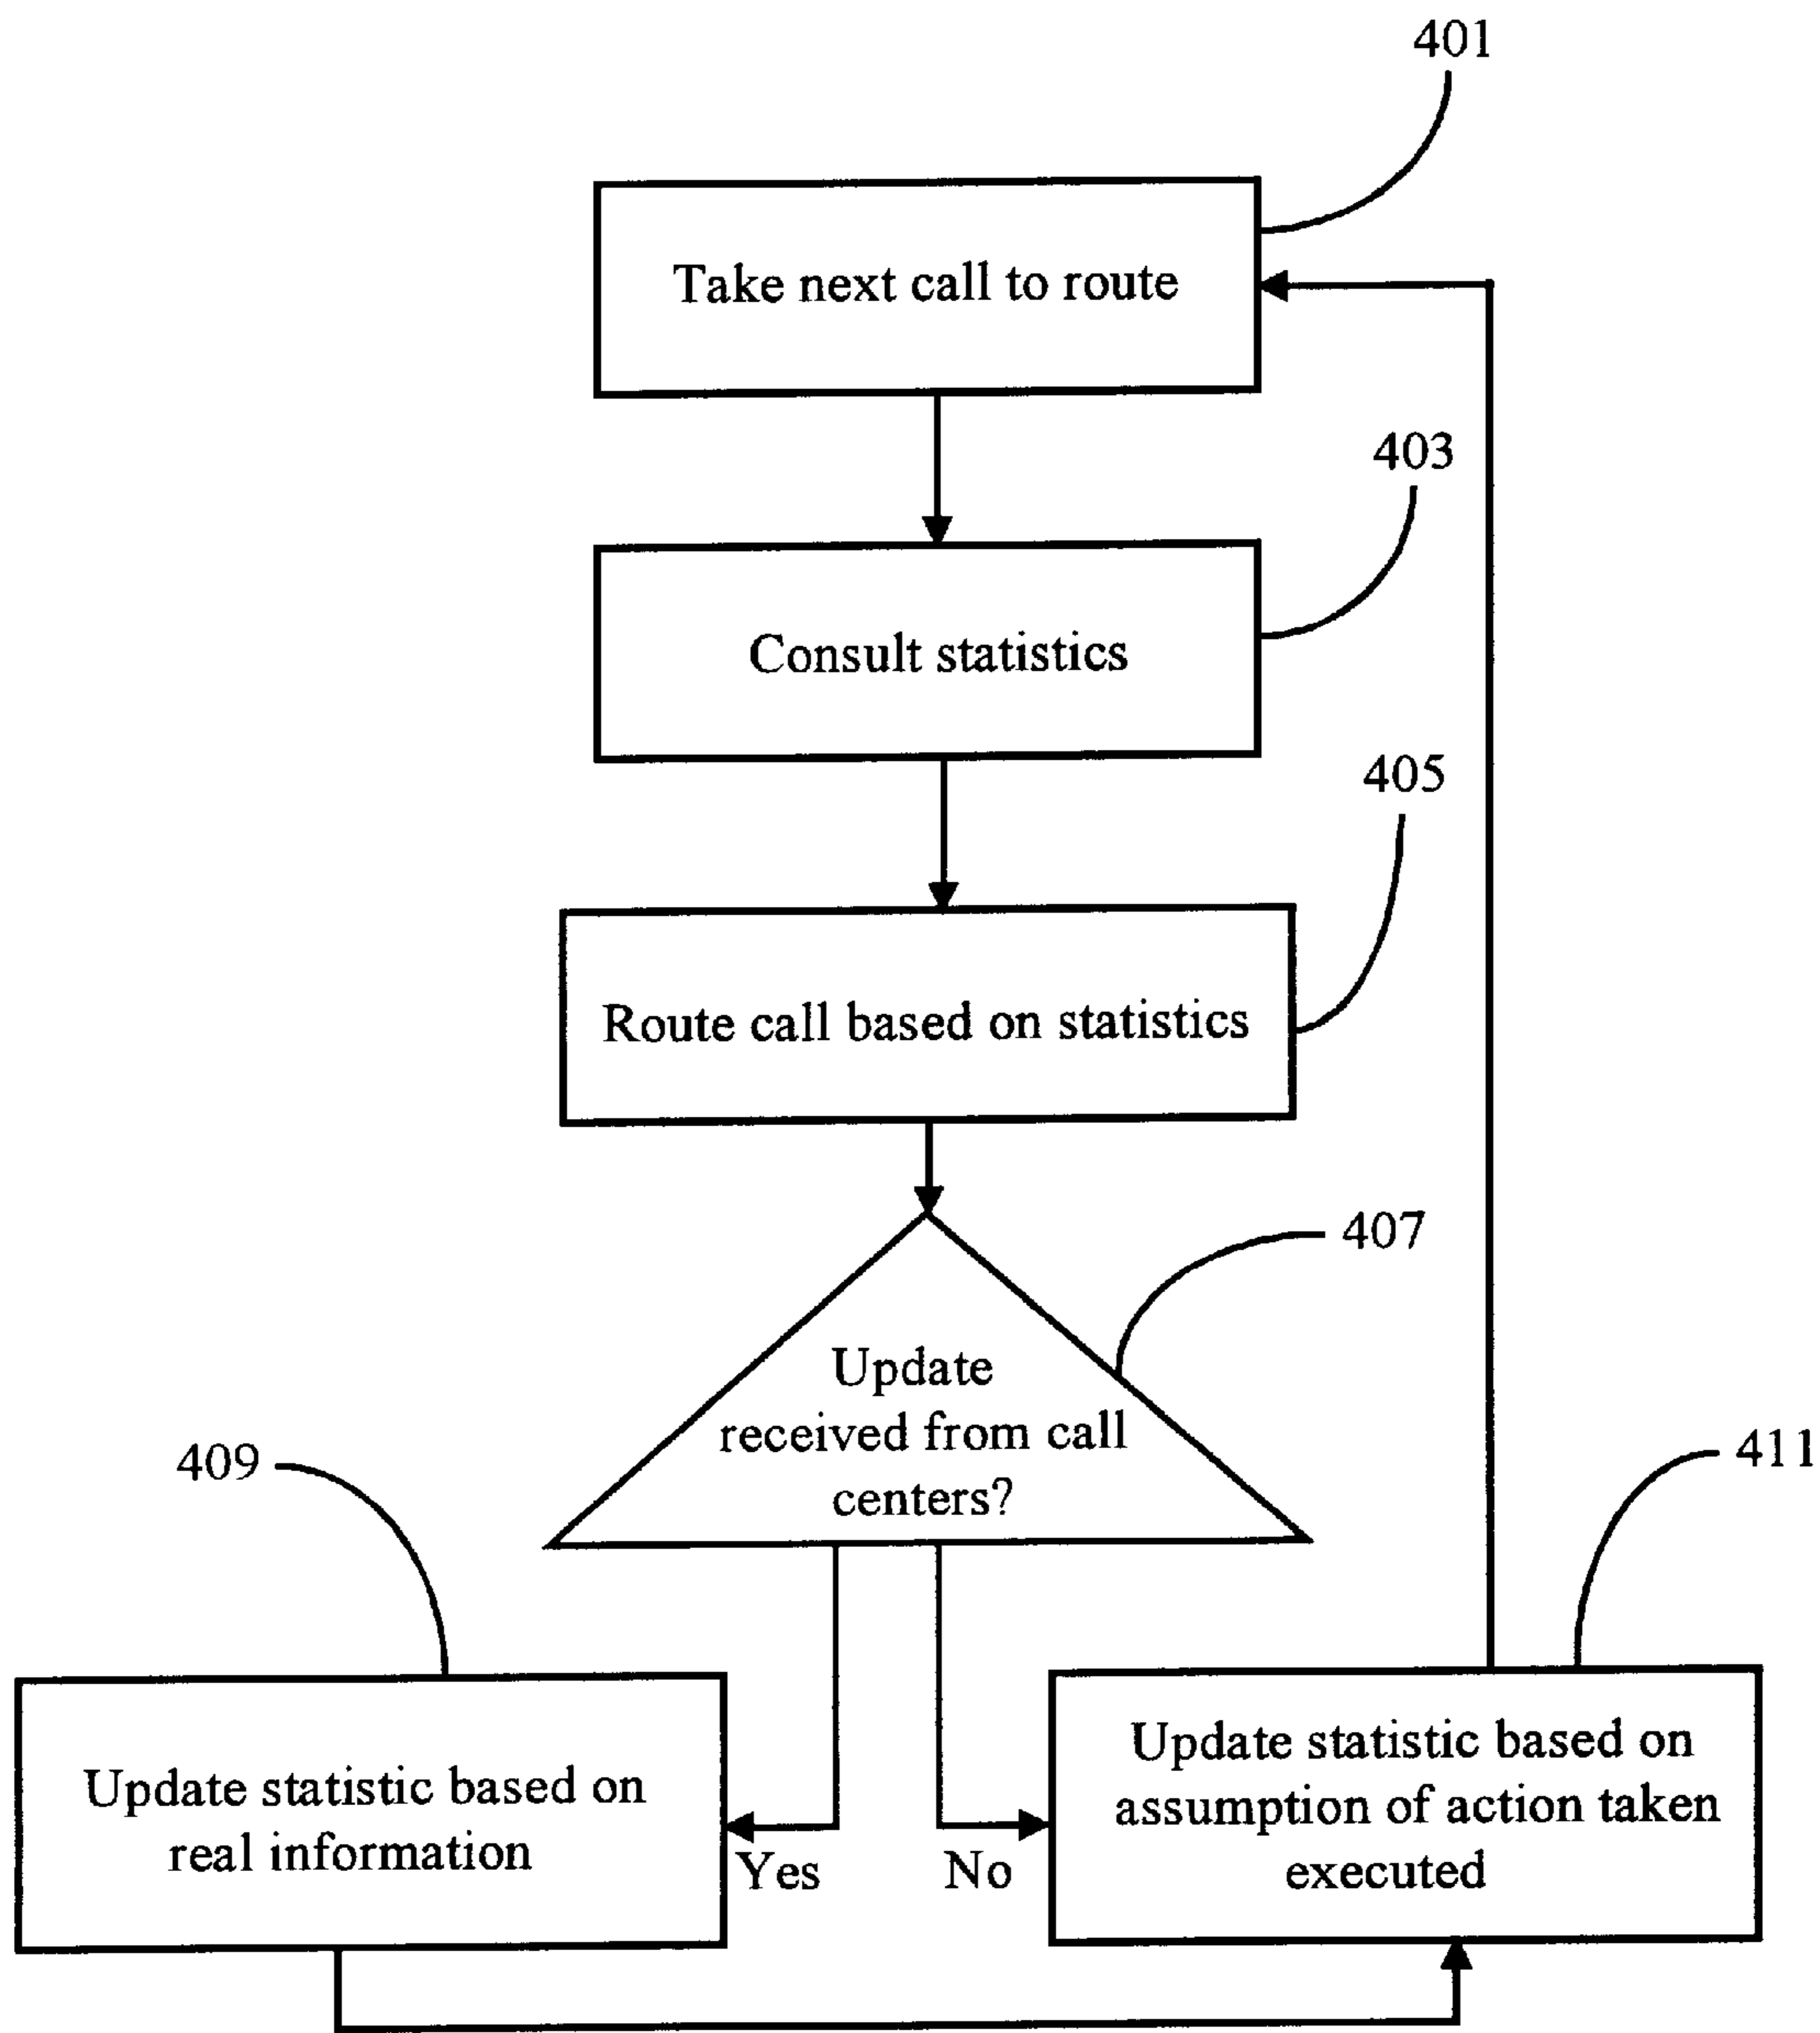 401
Take next call to route
403
Consult statistics
405
Route call based on statistics
407
Update
received from call
centers?
409
411
Update statistic based on
real information
Yes
No
Update statistic based on
assumption of action taken
executed